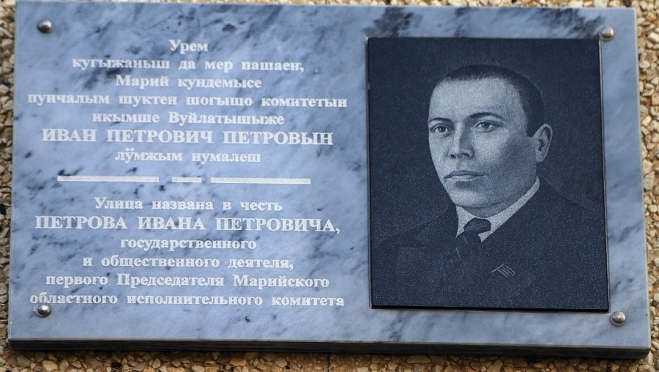 Урем
кугыжаныш да мер пашаеҥ,
Марий кундемысе
пунчалым шуктен шогышо комитетын
икымше Вуйлатышыже
ИВАН ПЕТРОВИЧ ПЕТРОВЫН
лӱмжым нумалеш
Улица названа в честь
ПЕТРОВА ИВАНА ПЕТРОВИЧА,
государственного
и общественного деятеля,
первого Председателя Марийского
областного исполнительного комитета